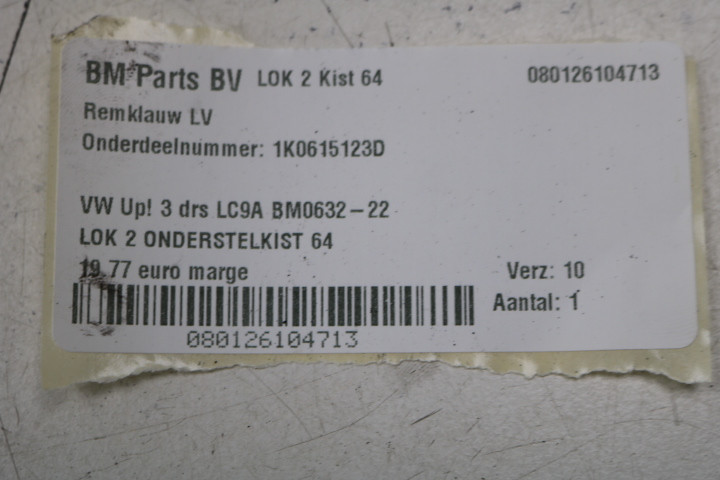 BM Parts BV LOK 2 Kist 64 080126104713
Remklauw LV
Onderdeelnummer: 1K0615123D
VW Up! 3 drs LC9A BM0632-22
LOK 2 ONDERSTELKIST 64
19.77 euro marge Verz: 10
Aantal: 1
080126104713